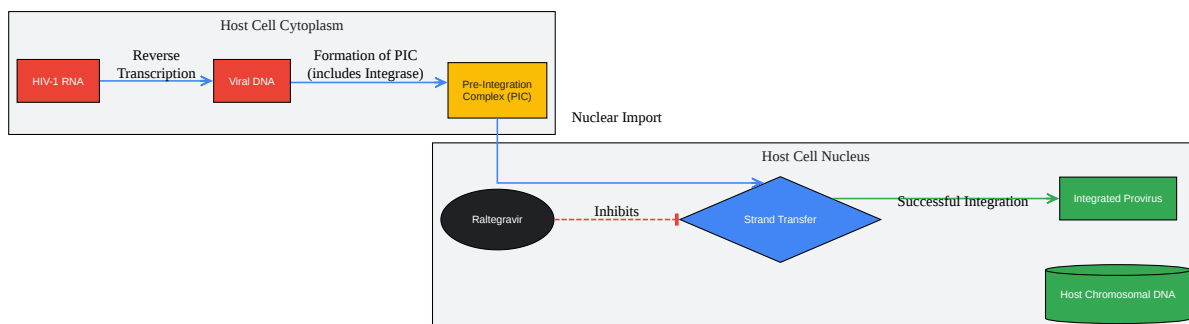 Host Cell Cytoplasm
HIV-1 RNA
Reverse
Transcription
Viral DNA
Formation of PIC
(includes Integrase)
Pre-Integration
Complex (PIC)
Nuclear Import
Host Cell Nucleus
Raltegravir
Inhibits
Strand Transfer
Successful Integration
Integrated Provirus
Host Chromosomal DNA